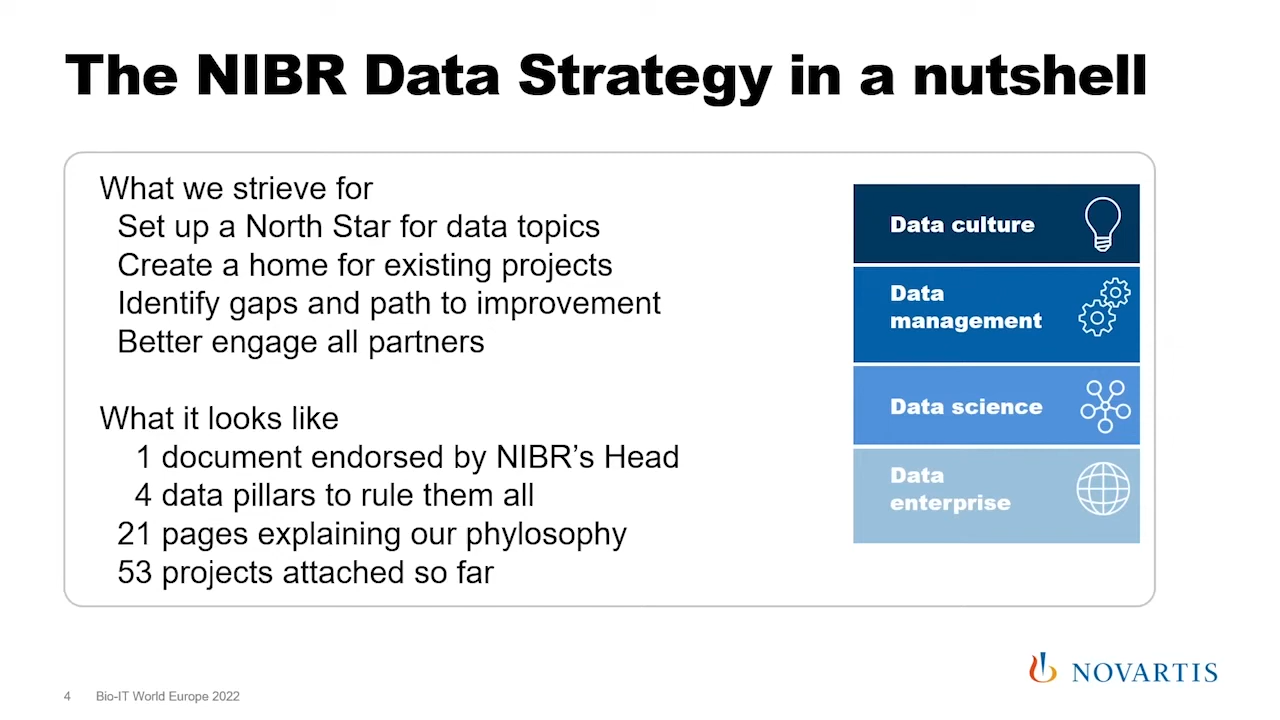 The NIBR Data Strategy in a nutshell
What we strieve for
Set up a North Star for data topics
Create a home for existing projects
Identify gaps and path to improvement
Better engage all partners
What it looks like
1 document endorsed by NIBR’s Head
4 data pillars to rule them all
21 pages explaining our phylosophy
53 projects attached so far
Data culture
Data
management
Data science
Data
enterprise
4 Bio-IT World Europe 2022
NOVARTIS